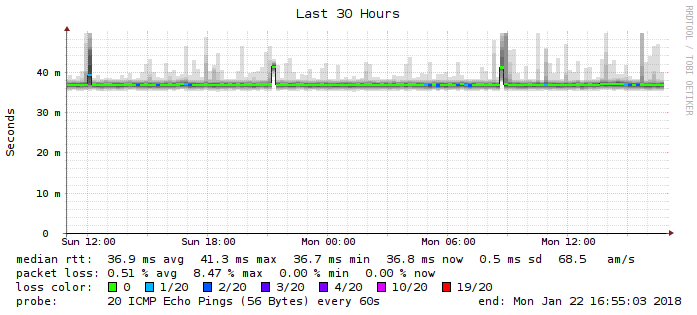 Last 30 Hours
RRDTOOL / TOBI OETIKER
Seconds
40 m
30 m
20 m
10 m
0
Sun 12:00 Sun 18:00 Mon 00:00 Mon 06:00 Mon 12:00
median rtt: 36.9 ms avg 41.3 ms max 36.7 ms min 36.8 ms now 0.5 ms sd 68.5 am/s
packet loss: 0.51 % avg 8.47 % max 0.00 % min 0.00 % now
loss color: 0 1/20 2/20 3/20 4/20 10/20 19/20
probe: 20 ICMP Echo Pings (56 Bytes) every 60s end: Mon Jan 22 16:55:03 2018